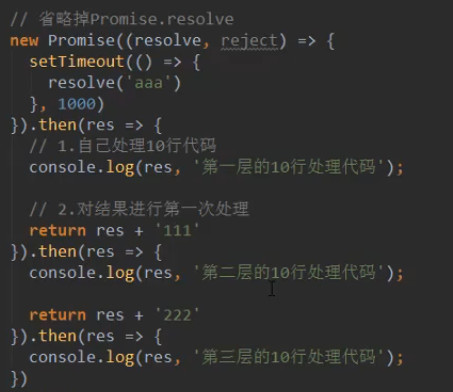 // 省略掉Promise.resolve
new Promise((resolve, reject) => {
  setTimeout(() => {
    resolve('aaa')
  }, 1000)
}).then(res => {
  // 1.自己处理10行代码
  console.log(res, '第一层的10行处理代码');

  // 2.对结果进行第一次处理
  return res + '111'
}).then(res => {
  console.log(res, '第二层的10行处理代码');

  return res + '222'
}).then(res => {
  console.log(res, '第三层的10行处理代码');
})